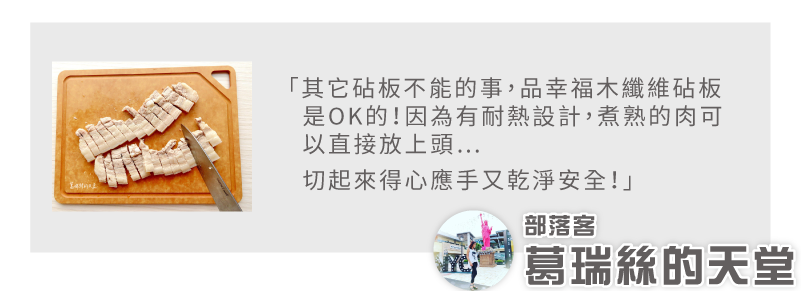 「其它砧板不能的事，品幸福木纖維砧板
是OK的！因為有耐熱設計，煮熟的肉可
以直接放上頭...
切起來得心應手又乾淨安全！」
部落客
葛瑞絲的天堂